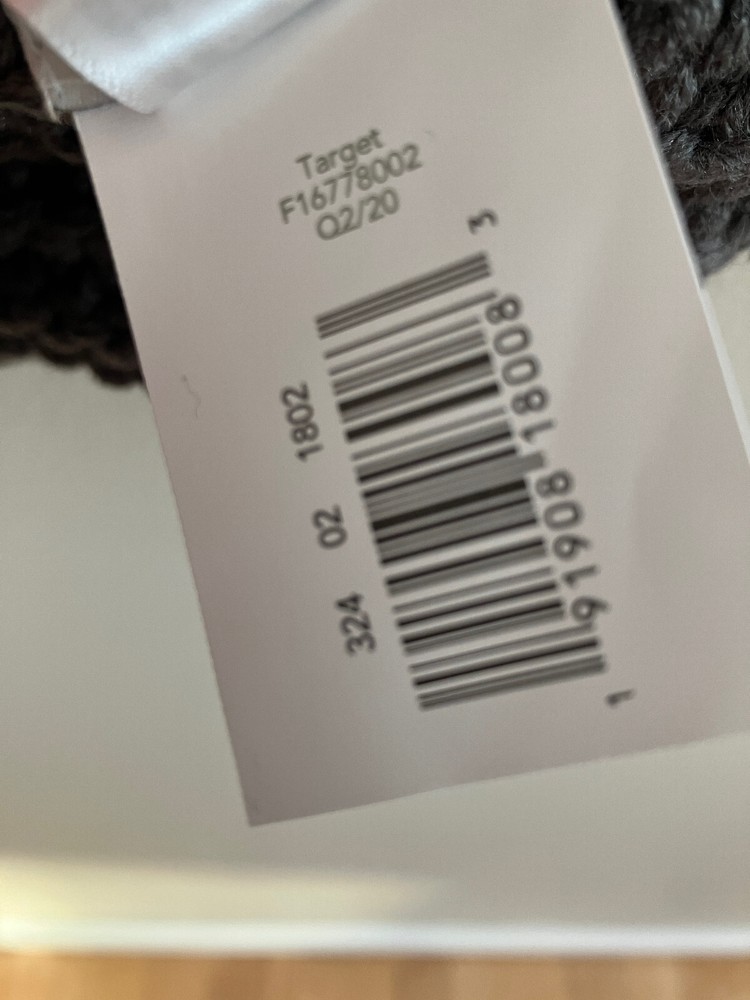 Target
F16778002
Q2/20
324 02 1802
1 91908 18008 3